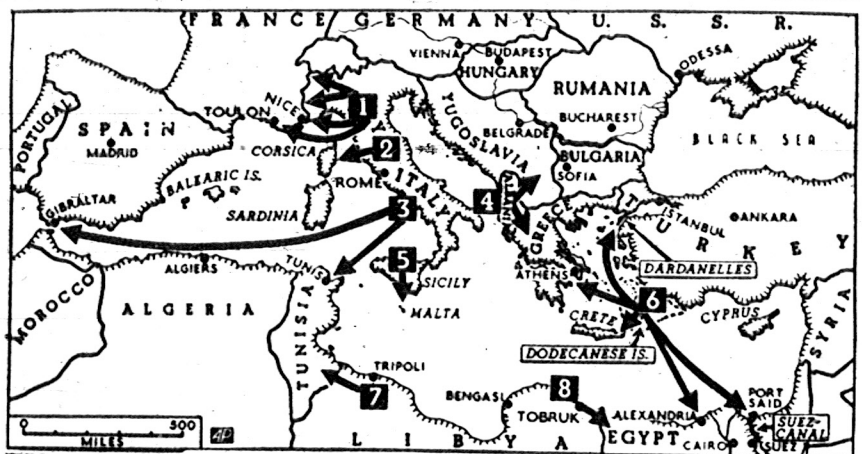 FRANCE GERMANY U. S. S. R.
VIENNA
BUDAPEST
HUNGARY
ODESSA
RUMANIA
BUCHAREST
PORTUGAL
SPAIN
MADRID
TOULON
NICE
1
YUGOSLAVIA
BELGRADE
BLACK SEA
CORSICA
2
BULGARIA
SOFIA
BALEARIC IS.
ROME
ITALY
4
GIBRALTAR
SARDINIA
3
GREECE
ISTANBUL
ANKARA
TURKEY
ALGIERS
TUNIS
5
SICILY
ATHENS
DARDANELLES
MOROCCO
ALGERIA
TUNISIA
MALTA
6
CRETE
CYPRUS
SYRIA
DODECANESE IS.
TRIPOLI
7
BENGASI
8
TOBRUK
ALEXANDRIA
PORT
SAID
SUEZ-
CANAL
0 500
MILES
AP
LIBYA
EGYPT
CAIRO
SUEZ